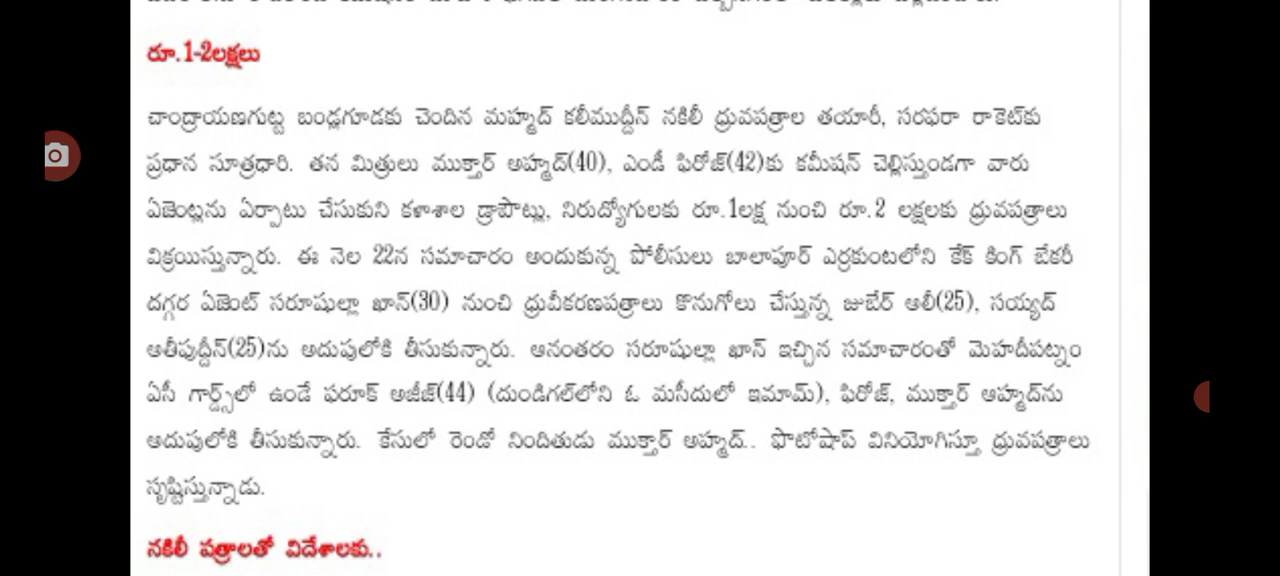 రూ.1-2లక్షలు
చాంద్రాయణగుట్ట బండ్లగూడకు చెందిన మహ్మద్ కలీముద్దీన్ నకిలీ ధ్రువపత్రాల తయారీ, సరఫరా రాకెట్‌కు
ప్రధాన సూత్రధారి. తన మిత్రులు ముక్తార్ అహ్మద్(40), ఎండీ ఫిరోజ్(42)కు కమీషన్ చెల్లిస్తుండగా వారు
ఏజెంట్లను ఏర్పాటు చేసుకుని కళాశాల డ్రాపౌట్లు, నిరుద్యోగులకు రూ.1లక్ష నుంచి రూ.2 లక్షలకు ధ్రువపత్రాలు
విక్రయిస్తున్నారు. ఈ నెల 22న సమాచారం అందుకున్న పోలీసులు బాలాపూర్ ఎర్రకుంటలోని కేక్ కింగ్ బేకరీ
దగ్గర ఏజెంట్ సరూషుల్లా ఖాన్(30) నుంచి ధ్రువీకరణపత్రాలు కొనుగోలు చేస్తున్న జుబేర్ అలీ(25), సయ్యద్
అతీఫుద్దీన్(25)ను అదుపులోకి తీసుకున్నారు. అనంతరం సరూషుల్లా ఖాన్ ఇచ్చిన సమాచారంతో మెహదీపట్నం
ఏసీ గార్డ్స్‌లో ఉండే ఫరూక్ అజీజ్(44) (దుండిగల్‌లోని ఓ మసీదులో ఇమామ్), ఫిరోజ్, ముక్తార్ అహ్మద్‌ను
అదుపులోకి తీసుకున్నారు. కేసులో రెండో నిందితుడు ముక్తార్ అహ్మద్.. ఫొటోషాప్ వినియోగిస్తూ ధ్రువపత్రాలు
సృష్టిస్తున్నాడు.
నకిలీ పత్రాలతో విదేశాలకు..